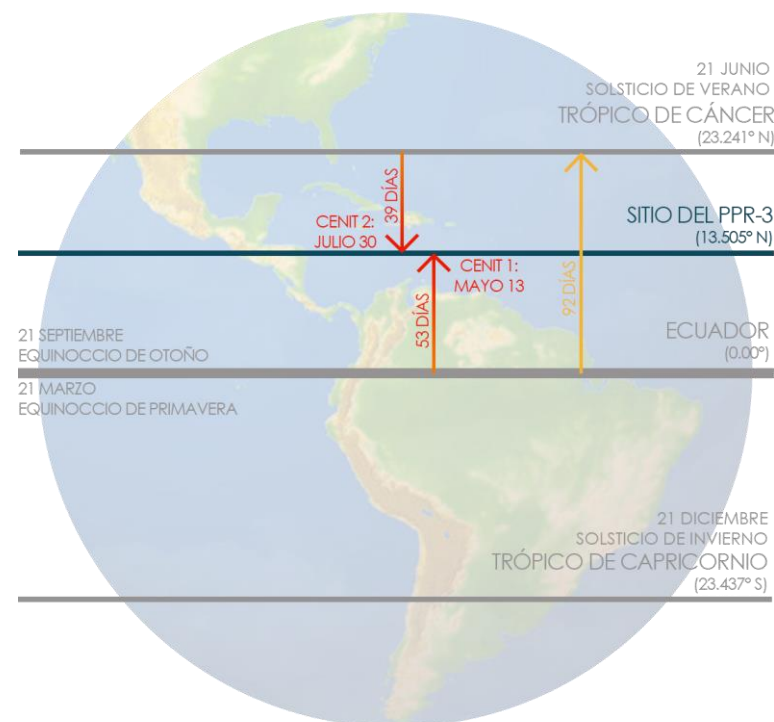 21 JUNIO
SOLSTICIO DE VERANO
TRÓPICO DE CÁNCER
(23.241° N)
39 DÍAS
CENIT 2:
JULIO 30
SITIO DEL PPR-3
(13.505° N)
CENIT 1:
MAYO 13
53 DÍAS
92 DÍAS
21 SEPTIEMBRE
EQUINOCCIO DE OTOÑO
ECUADOR
(0.00°)
21 MARZO
EQUINOCCIO DE PRIMAVERA
21 DICIEMBRE
SOLSTICIO DE INVIERNO
TRÓPICO DE CAPRICORNIO
(23.437° S)